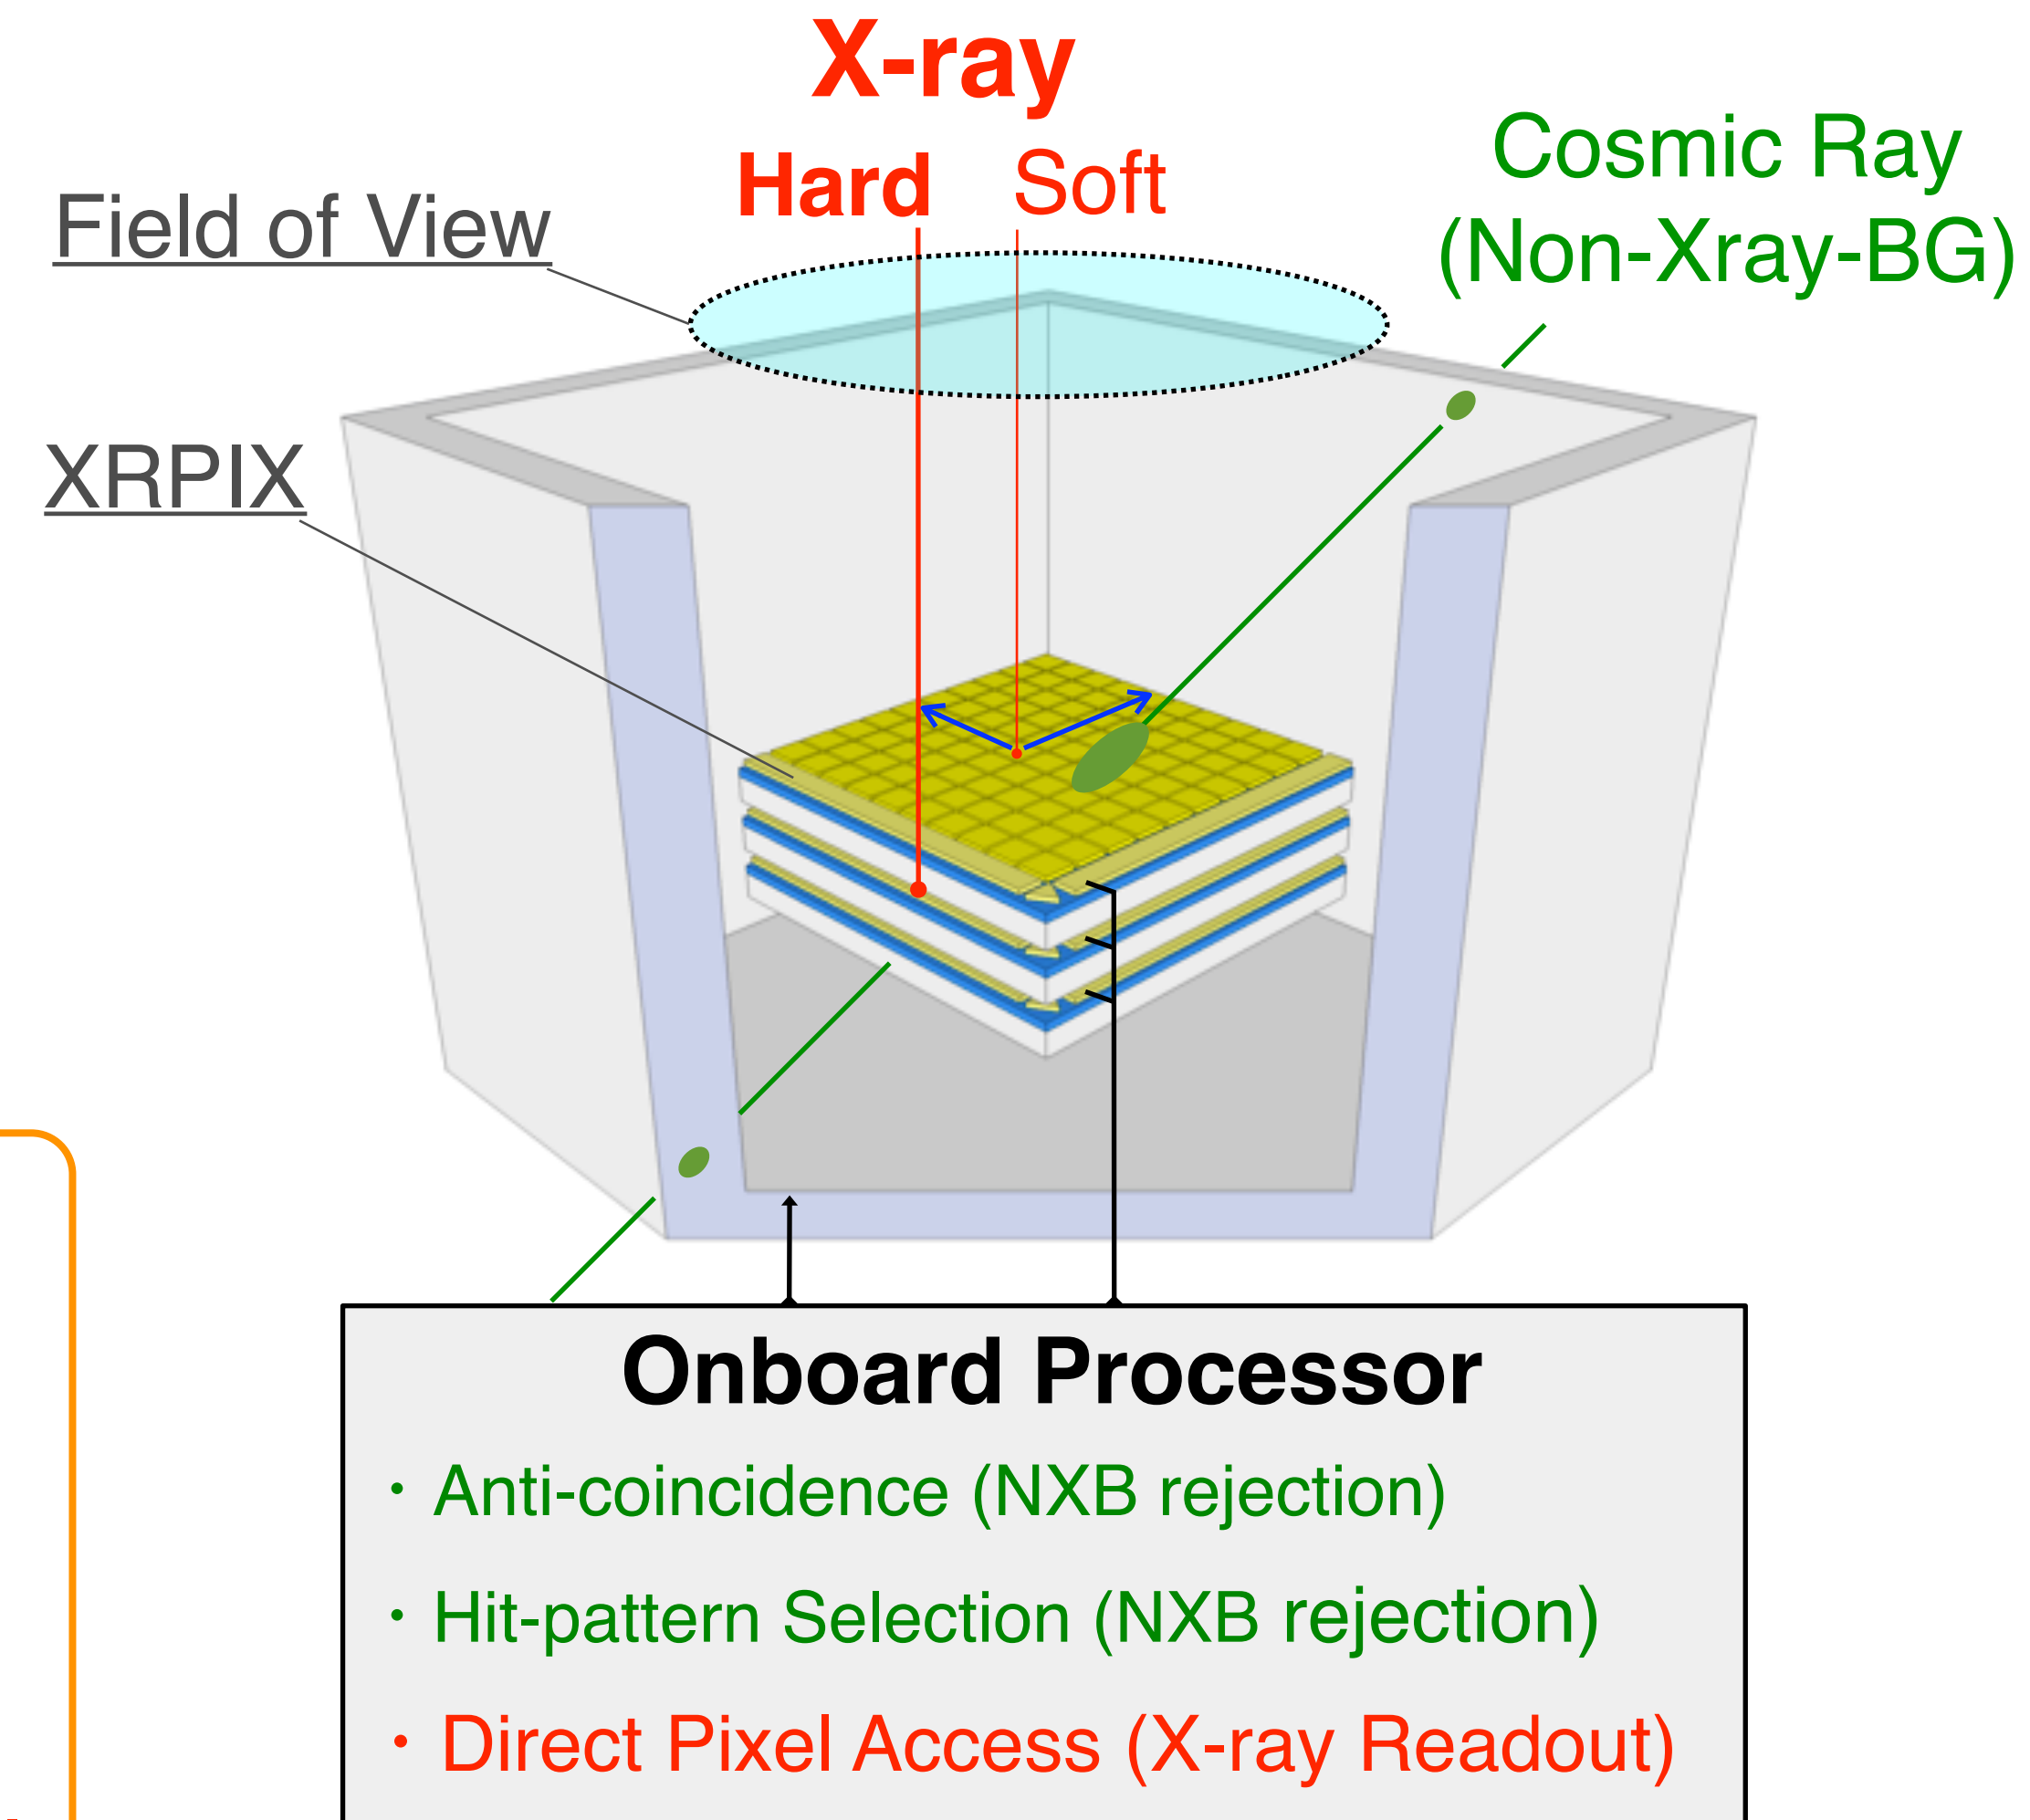 X-ray
Hard Soft
Cosmic Ray
(Non-Xray-BG)
Field of View
XRPIX
Onboard Processor
・Anti-coincidence (NXB rejection)
・Hit-pattern Selection (NXB rejection)
・Direct Pixel Access (X-ray Readout)